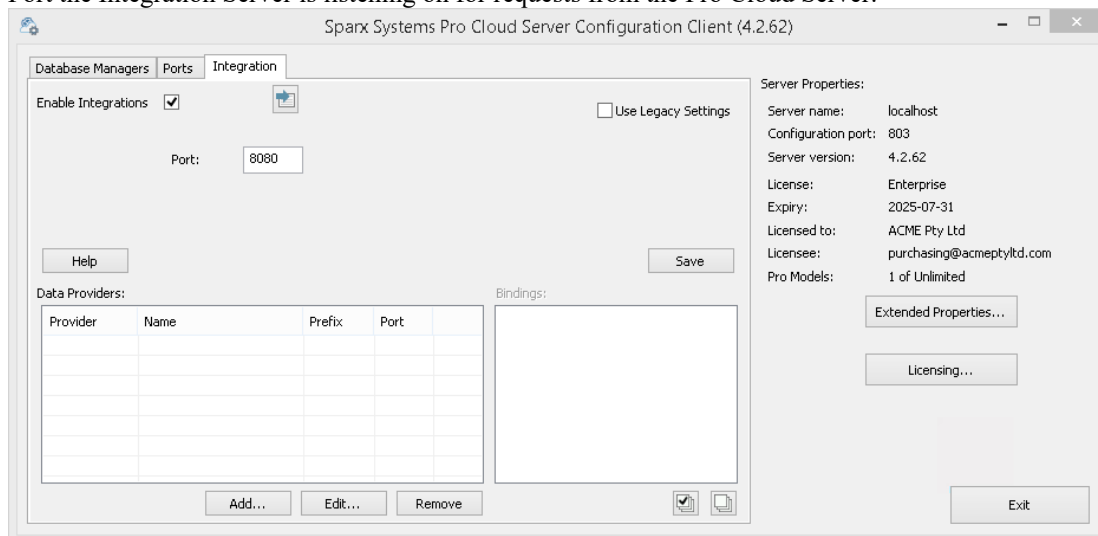 Port the Integration Server is listening on for requests from the Pro Cloud Server.
Sparx Systems Pro Cloud Server Configuration Client (4.2.62)
Database Managers Ports Integration
Enable Integrations
Use Legacy Settings
Port: 8080
Help
Save
Data Providers:
Bindings:
Provider Name Prefix Port
Add... Edit... Remove
Server Properties:
Server name: localhost
Configuration port: 803
Server version: 4.2.62
License: Enterprise
Expiry: 2025-07-31
Licensed to: ACME Pty Ltd
Licensee: purchasing@acmeptyltd.com
Pro Models: 1 of Unlimited
Extended Properties...
Licensing...
Exit